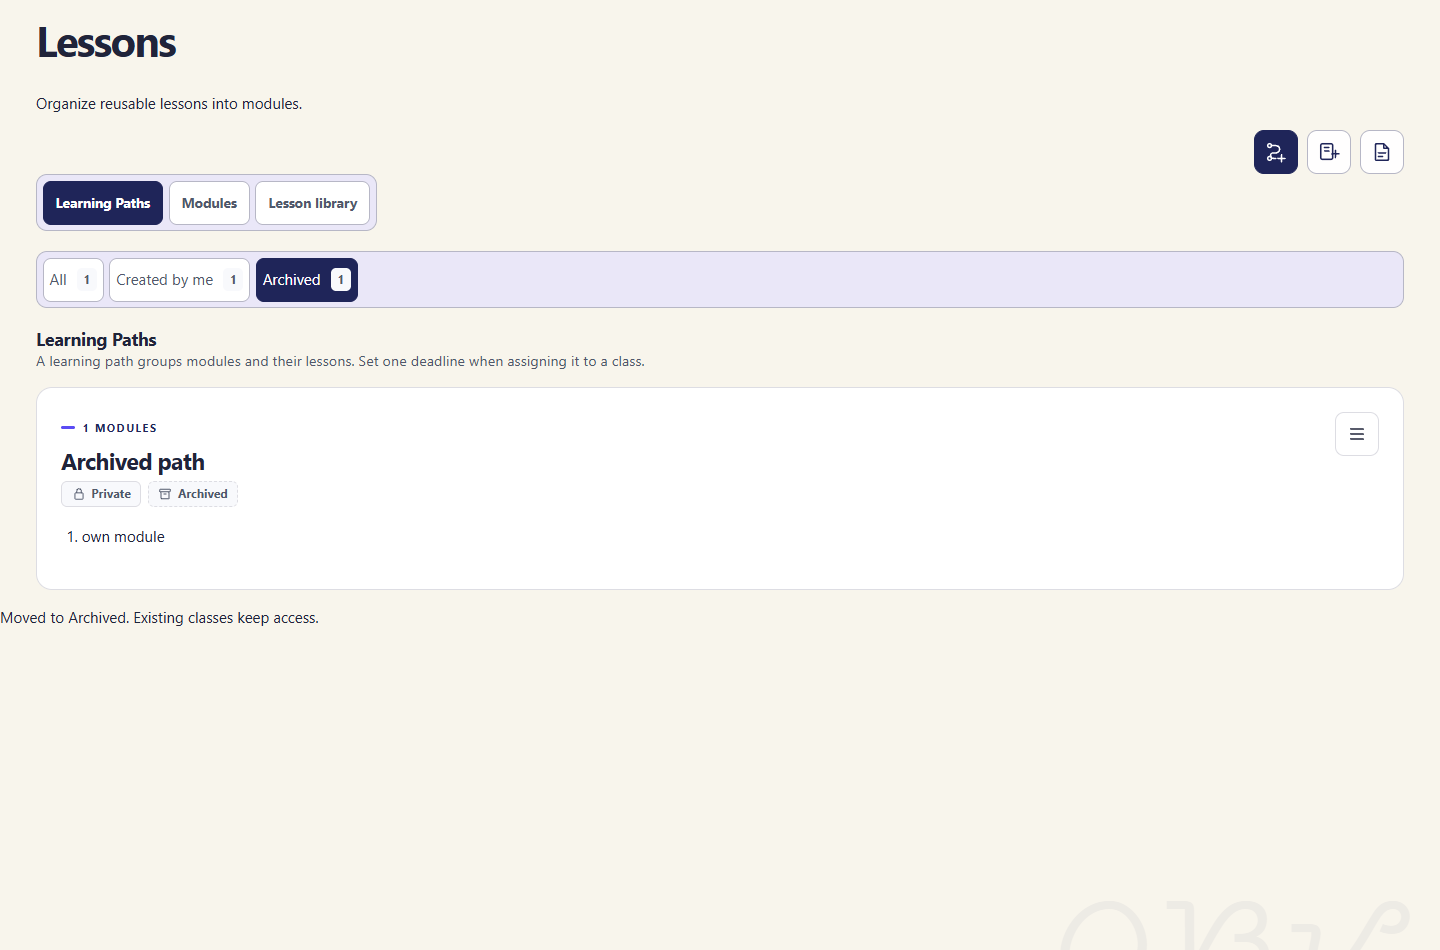 Lessons
Organize reusable lessons into modules.
Learning Paths Modules Lesson library
All 1 Created by me 1 Archived 1
Learning Paths
A learning path groups modules and their lessons. Set one deadline when assigning it to a class.
1 MODULES
Archived path
Private Archived
1. own module
Moved to Archived. Existing classes keep access.